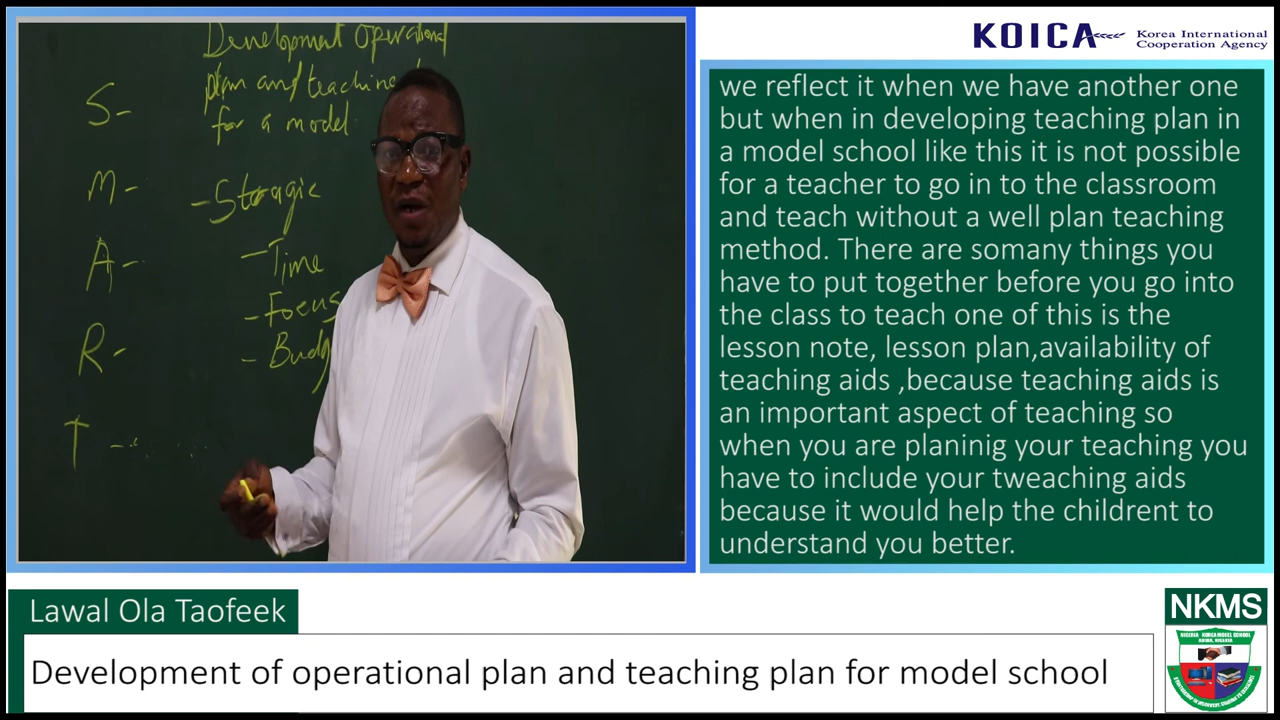 Development Operational
plan and teaching
for a model
S-
M-
A-
R-
T-
-Stragic
-Time
-Focus
-Budg
KOICA
Korea International
Cooperation Agency
we reflect it when we have another one
but when in developing teaching plan in
a model school like this it is not possible
for a teacher to go in to the classroom
and teach without a well plan teaching
method. There are somany things you
have to put together before you go into
the class to teach one of this is the
lesson note, lesson plan,availability of
teaching aids ,because teaching aids is
an important aspect of teaching so
when you are planinig your teaching you
have to include your tweaching aids
because it would help the childrent to
understand you better.
Lawal Ola Taofeek
Development of operational plan and teaching plan for model school
NKMS
NIGERIA KOREA MODEL SCHOOL
ABUJA, NIGERIA